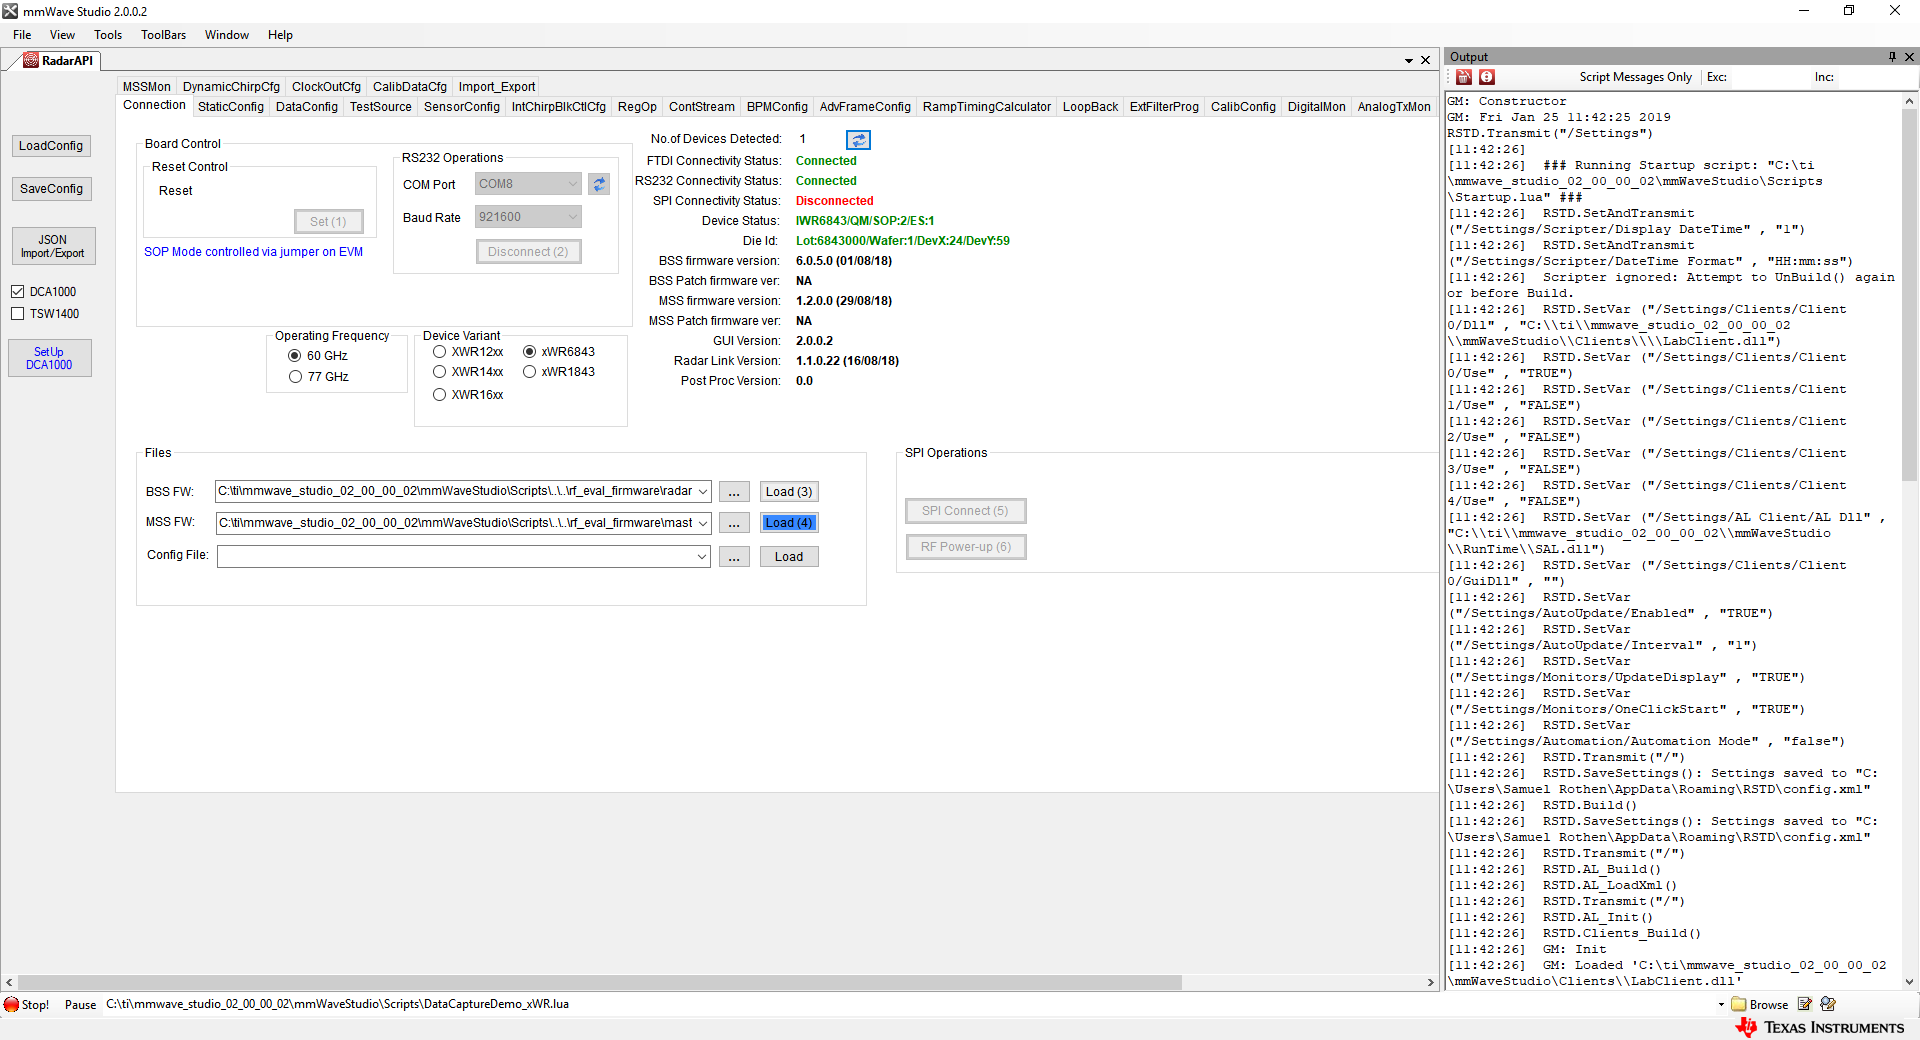 mmWave Studio 2.0.0.2
File View Tools ToolBars Window Help
RadarAPI
MSSMon DynamicChirpCfg ClockOutCfg CalibDataCfg Import_Export
Connection StaticConfig DataConfig TestSource SensorConfig IntChirpBlkCtlCfg RegOp ContStream BPMConfig AdvFrameConfig RampTimingCalculator LoopBack ExtFilterProg CalibConfig DigitalMon AnalogTxMon
LoadConfig
SaveConfig
JSON
Import/Export
DCA1000
TSW1400
SetUp
DCA1000
Board Control
Reset Control
Reset
Set (1)
SOP Mode controlled via jumper on EVM
RS232 Operations
COM Port COM8
Baud Rate 921600
Disconnect (2)
Operating Frequency
60 GHz
77 GHz
Device Variant
XWR12xx xWR6843
XWR14xx xWR1843
XWR16xx
No.of Devices Detected: 1
FTDI Connectivity Status: Connected
RS232 Connectivity Status: Connected
SPI Connectivity Status: Disconnected
Device Status: IWR6843/QM/SOP:2/ES:1
Die Id: Lot:6843000/Wafer:1/DevX:24/DevY:59
BSS firmware version: 6.0.5.0 (01/08/18)
BSS Patch firmware ver: NA
MSS firmware version: 1.2.0.0 (29/08/18)
MSS Patch firmware ver: NA
GUI Version: 2.0.0.2
Radar Link Version: 1.1.0.22 (16/08/18)
Post Proc Version: 0.0
Files
BSS FW: C:\ti\mmwave_studio_02_00_00_02\mmWaveStudio\Scripts\..\..\rf_eval_firmware\radar ... Load (3)
MSS FW: C:\ti\mmwave_studio_02_00_00_02\mmWaveStudio\Scripts\..\..\rf_eval_firmware\mast ... Load (4)
Config File: ... Load
SPI Operations
SPI Connect (5)
RF Power-up (6)
Output
Script Messages Only Exc: Inc:
GM: Constructor
GM: Fri Jan 25 11:42:25 2019
RSTD.Transmit("/Settings")
[11:42:26]
[11:42:26] ### Running Startup script: "C:\ti
\mmwave_studio_02_00_00_02\mmWaveStudio\Scripts
\Startup.lua" ###
[11:42:26] RSTD.SetAndTransmit
("/Settings/Scripter/Display DateTime" , "1")
[11:42:26] RSTD.SetAndTransmit
("/Settings/Scripter/DateTime Format" , "HH:mm:ss")
[11:42:26] Scripter ignored: Attempt to UnBuild() again
or before Build.
[11:42:26] RSTD.SetVar ("/Settings/Clients/Client
0/Dll" , "C:\\ti\\mmwave_studio_02_00_00_02
\\mmWaveStudio\\Clients\\\\LabClient.dll")
[11:42:26] RSTD.SetVar ("/Settings/Clients/Client
0/Use" , "TRUE")
[11:42:26] RSTD.SetVar ("/Settings/Clients/Client
1/Use" , "FALSE")
[11:42:26] RSTD.SetVar ("/Settings/Clients/Client
2/Use" , "FALSE")
[11:42:26] RSTD.SetVar ("/Settings/Clients/Client
3/Use" , "FALSE")
[11:42:26] RSTD.SetVar ("/Settings/Clients/Client
4/Use" , "FALSE")
[11:42:26] RSTD.SetVar ("/Settings/AL Client/AL Dll" ,
"C:\\ti\\mmwave_studio_02_00_00_02\\mmWaveStudio
\\RunTime\\SAL.dll")
[11:42:26] RSTD.SetVar ("/Settings/Clients/Client
0/GuiDll" , "")
[11:42:26] RSTD.SetVar
("/Settings/AutoUpdate/Enabled" , "TRUE")
[11:42:26] RSTD.SetVar
("/Settings/AutoUpdate/Interval" , "1")
[11:42:26] RSTD.SetVar
("/Settings/Monitors/UpdateDisplay" , "TRUE")
[11:42:26] RSTD.SetVar
("/Settings/Monitors/OneClickStart" , "TRUE")
[11:42:26] RSTD.SetVar
("/Settings/Automation/Automation Mode" , "false")
[11:42:26] RSTD.Transmit("/")
[11:42:26] RSTD.SaveSettings(): Settings saved to "C:
\Users\Samuel Rothen\AppData\Roaming\RSTD\config.xml"
[11:42:26] RSTD.Build()
[11:42:26] RSTD.SaveSettings(): Settings saved to "C:
\Users\Samuel Rothen\AppData\Roaming\RSTD\config.xml"
[11:42:26] RSTD.Transmit("/")
[11:42:26] RSTD.AL_Build()
[11:42:26] RSTD.AL_LoadXml()
[11:42:26] RSTD.Transmit("/")
[11:42:26] RSTD.AL_Init()
[11:42:26] RSTD.Clients_Build()
[11:42:26] GM: Init
[11:42:26] GM: Loaded 'C:\ti\mmwave_studio_02_00_00_02
\mmWaveStudio\Clients\\LabClient.dll'
Stop! Pause C:\ti\mmwave_studio_02_00_00_02\mmWaveStudio\Scripts\DataCaptureDemo_xWR.lua Browse
TEXAS INSTRUMENTS